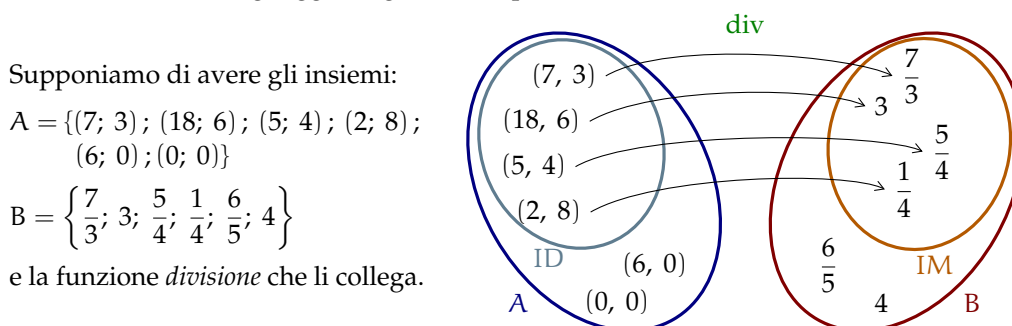 Supponiamo di avere gli insiemi:
A = {(7; 3) ; (18; 6) ; (5; 4) ; (2; 8) ;
(6; 0) ; (0; 0)}
B = {7/3; 3; 5/4; 1/4; 6/5; 4}
e la funzione divisione che li collega.
div
(7, 3)
(18, 6)
(5, 4)
(2, 8)
ID
(6, 0)
(0, 0)
A
7/3
3
5/4
1/4
IM
6/5
4
B